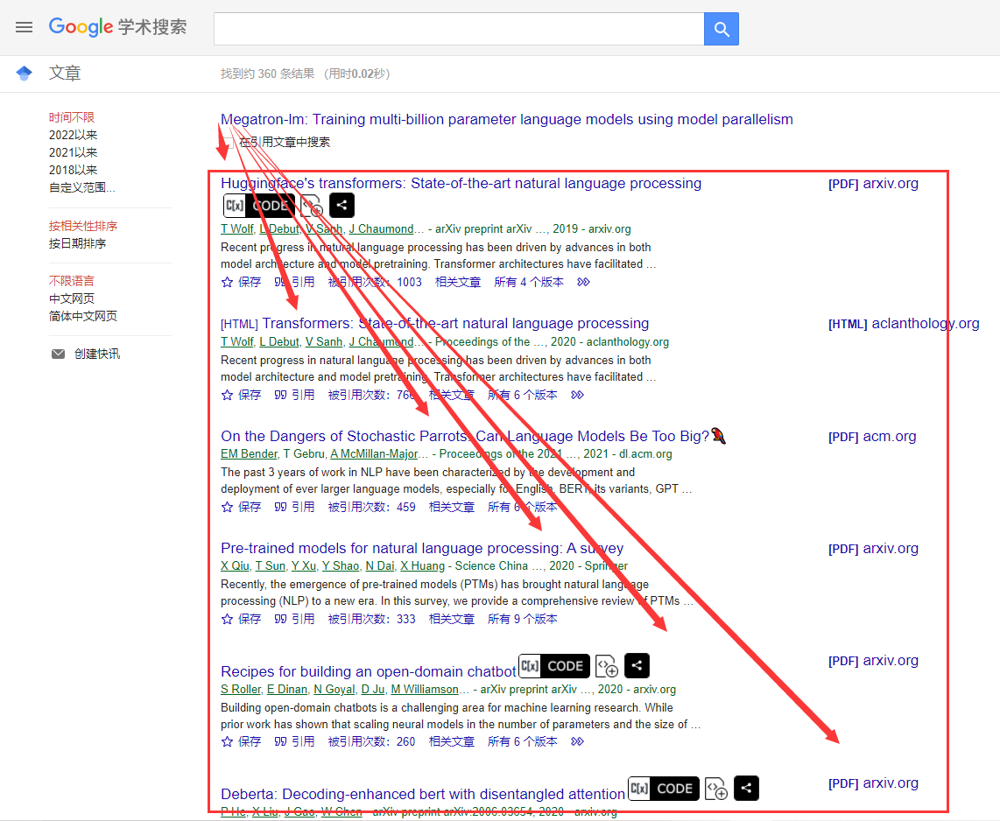 Google 学术搜索
文章
找到约 360 条结果 （用时0.02秒）
时间不限
2022以来
2021以来
2018以来
自定义范围...
按相关性排序
按日期排序
不限语言
中文网页
简体中文网页
创建快讯
Megatron-lm: Training multi-billion parameter language models using model parallelism
在引用文章中搜索
Huggingface's transformers: State-of-the-art natural language processing
[PDF] arxiv.org
C[x] CODE
T Wolf, L Debut, V Sanh, J Chaumond… - arXiv preprint arXiv …, 2019 - arxiv.org
Recent progress in natural language processing has been driven by advances in both
model architecture and model pretraining. Transformer architectures have facilitated …
保存 引用 被引用次数：1003 相关文章 所有 4 个版本
[HTML] Transformers: State-of-the-art natural language processing
[HTML] aclanthology.org
T Wolf, L Debut, V Sanh, J Chaumond… - Proceedings of the …, 2020 - aclanthology.org
Recent progress in natural language processing has been driven by advances in both
model architecture and model pretraining. Transformer architectures have facilitated …
保存 引用 被引用次数：766 相关文章 所有 6 个版本
On the Dangers of Stochastic Parrots: Can Language Models Be Too Big?🦜
[PDF] acm.org
EM Bender, T Gebru, A McMillan-Major… - Proceedings of the 2021 …, 2021 - dl.acm.org
The past 3 years of work in NLP have been characterized by the development and
deployment of ever larger language models, especially for English. BERT, its variants, GPT …
保存 引用 被引用次数：459 相关文章 所有 6 个版本
Pre-trained models for natural language processing: A survey
[PDF] arxiv.org
X Qiu, T Sun, Y Xu, Y Shao, N Dai, X Huang - Science China …, 2020 - Springer
Recently, the emergence of pre-trained models (PTMs) has brought natural language
processing (NLP) to a new era. In this survey, we provide a comprehensive review of PTMs …
保存 引用 被引用次数：333 相关文章 所有 9 个版本
Recipes for building an open-domain chatbot C[x] CODE
[PDF] arxiv.org
S Roller, E Dinan, N Goyal, D Ju, M Williamson… - arXiv preprint arXiv …, 2020 - arxiv.org
Building open-domain chatbots is a challenging area for machine learning research. While
prior work has shown that scaling neural models in the number of parameters and the size of …
保存 引用 被引用次数：260 相关文章 所有 6 个版本
Deberta: Decoding-enhanced bert with disentangled attention C[x] CODE
[PDF] arxiv.org
P He, X Liu, J Gao, W Chen - arXiv preprint arXiv:2006.03654, 2020 - arxiv.org